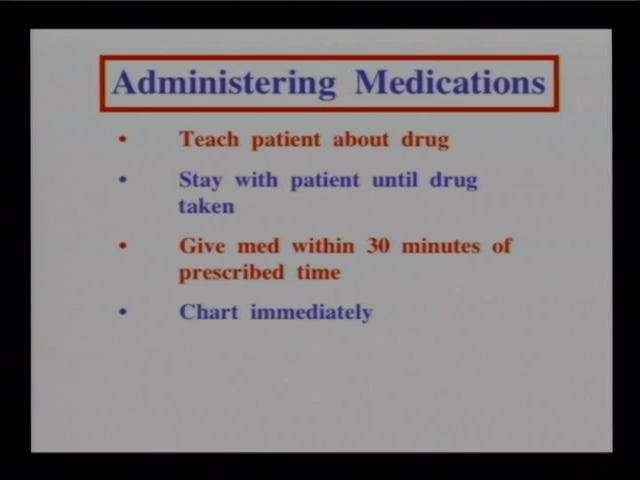 Administering Medications
• Teach patient about drug
• Stay with patient until drug
taken
• Give med within 30 minutes of
prescribed time
• Chart immediately